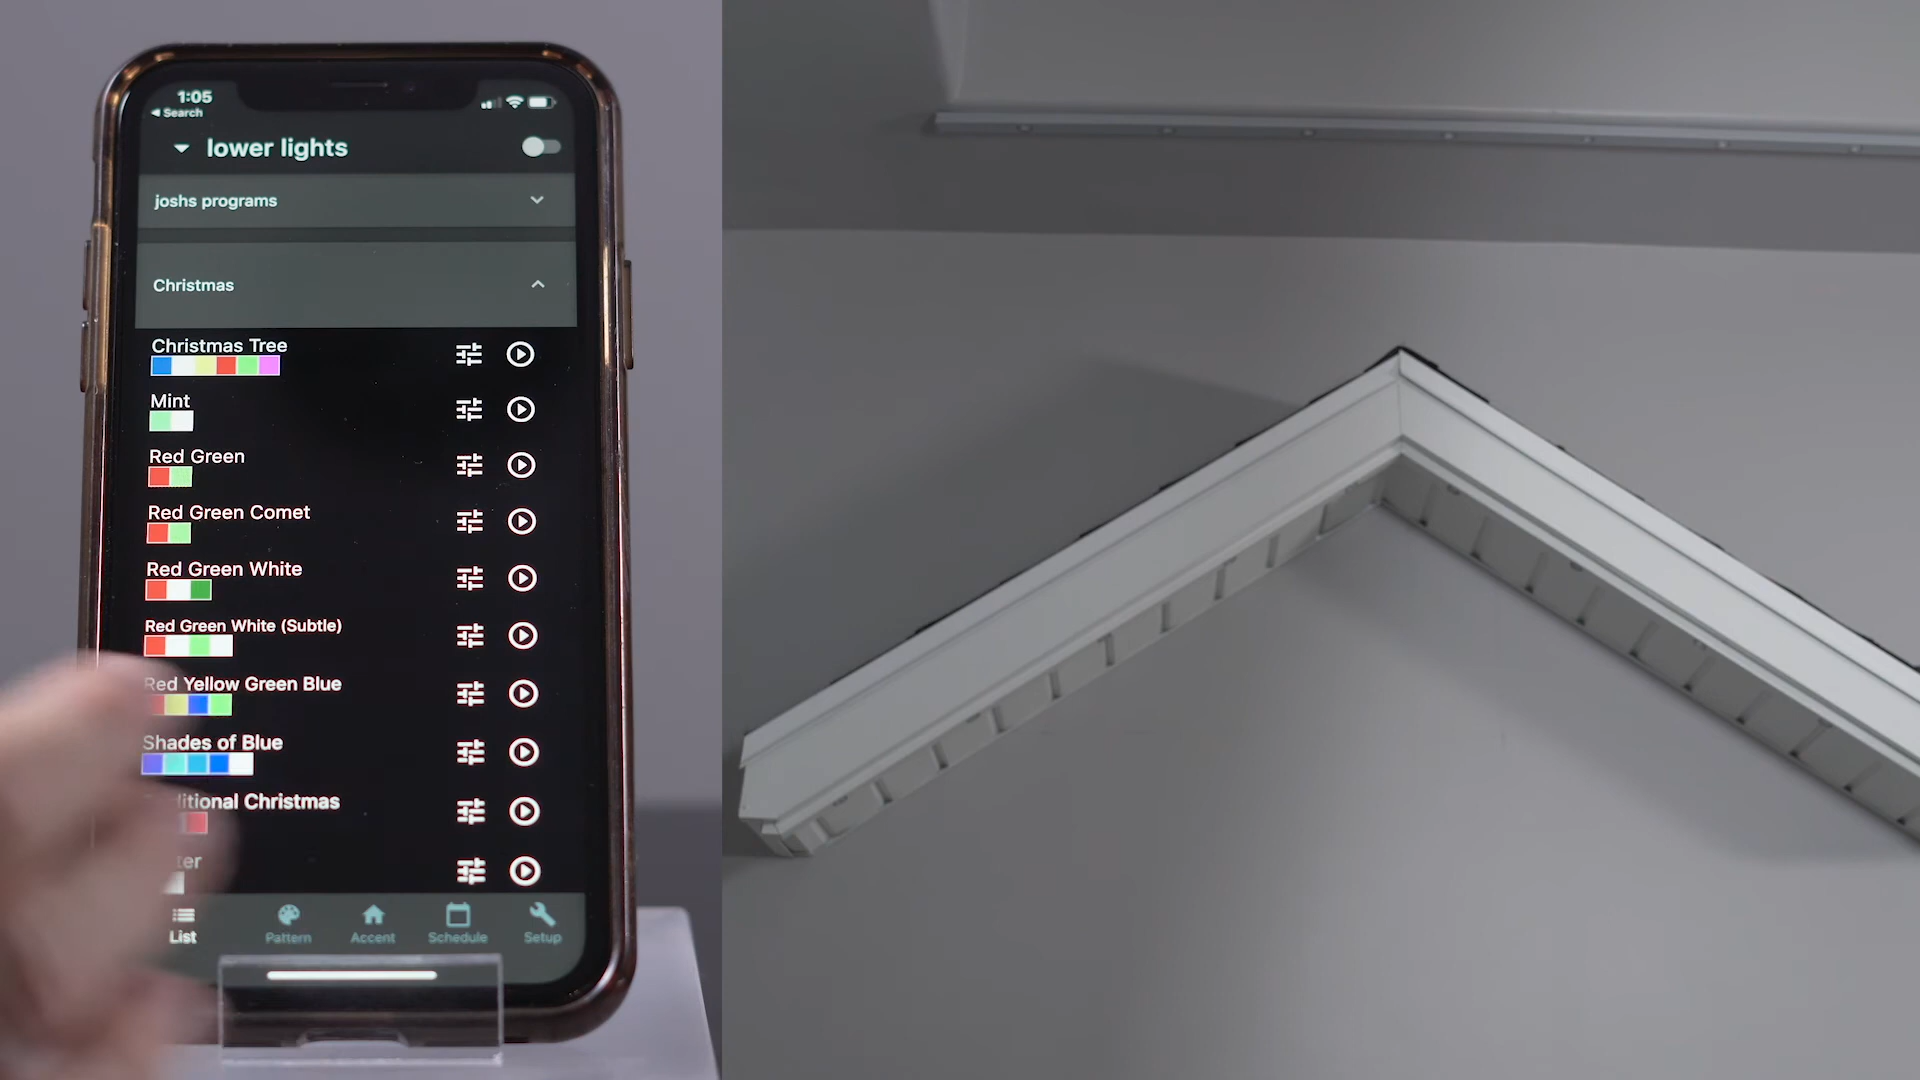 1:05
Search
lower lights
joshs programs
Christmas
Christmas Tree
Mint
Red Green
Red Green Comet
Red Green White
Red Green White (Subtle)
Red Yellow Green Blue
Shades of Blue
Christmas
List
Pattern
Accent
Schedule
Setup